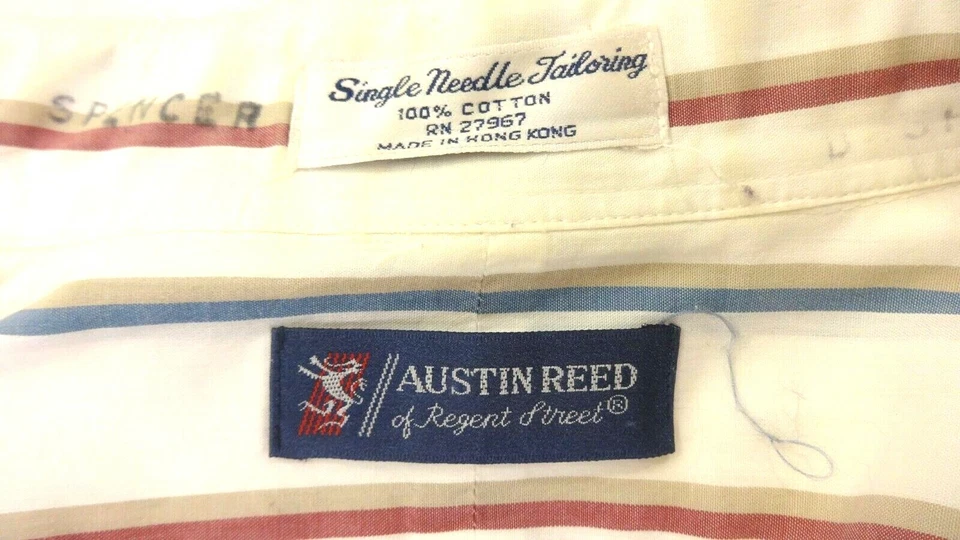 Single Needle Tailoring
100% COTTON
RN 27967
MADE IN HONG KONG
SPENCER
AUSTIN REED
of Regent Street®